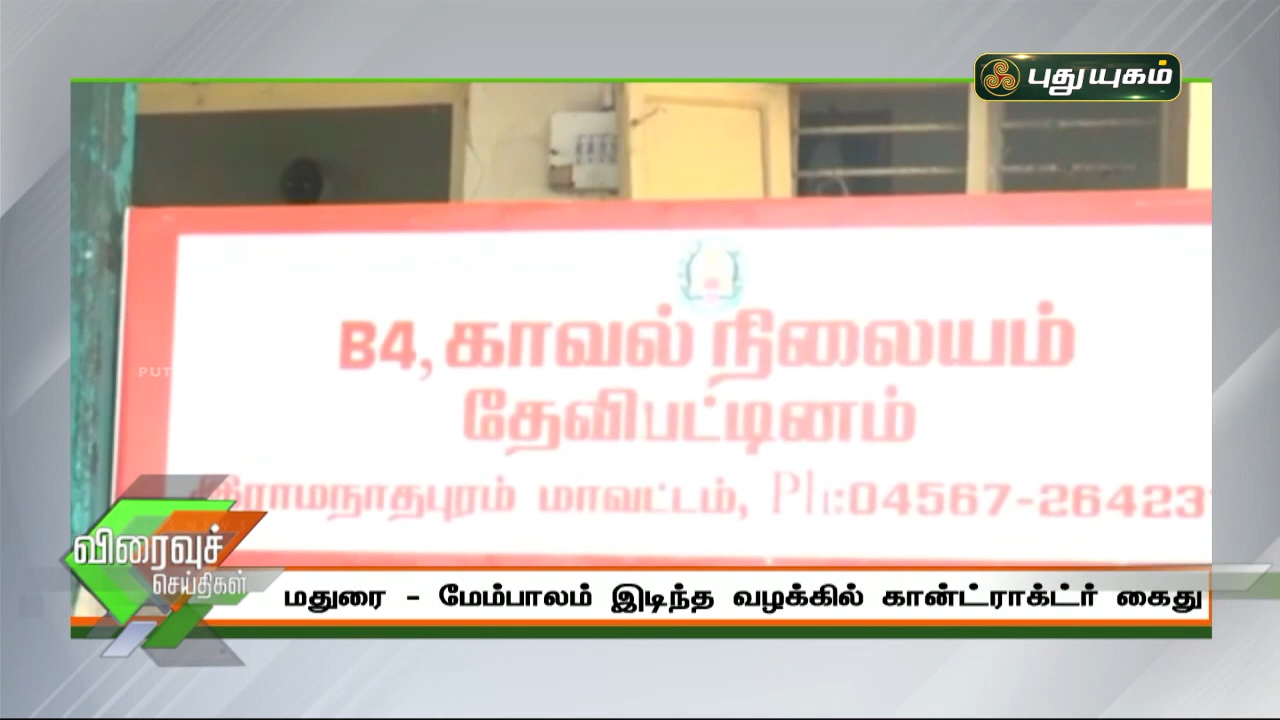 புதுயுகம்
B4, காவல் நிலையம்
தேவிபட்டினம்
இராமநாதபுரம் மாவட்டம், Ph:04567-26423
விரைவுச்
செய்திகள்
மதுரை - மேம்பாலம் இடிந்த வழக்கில் கான்ட்ராக்ட்ர் கைது